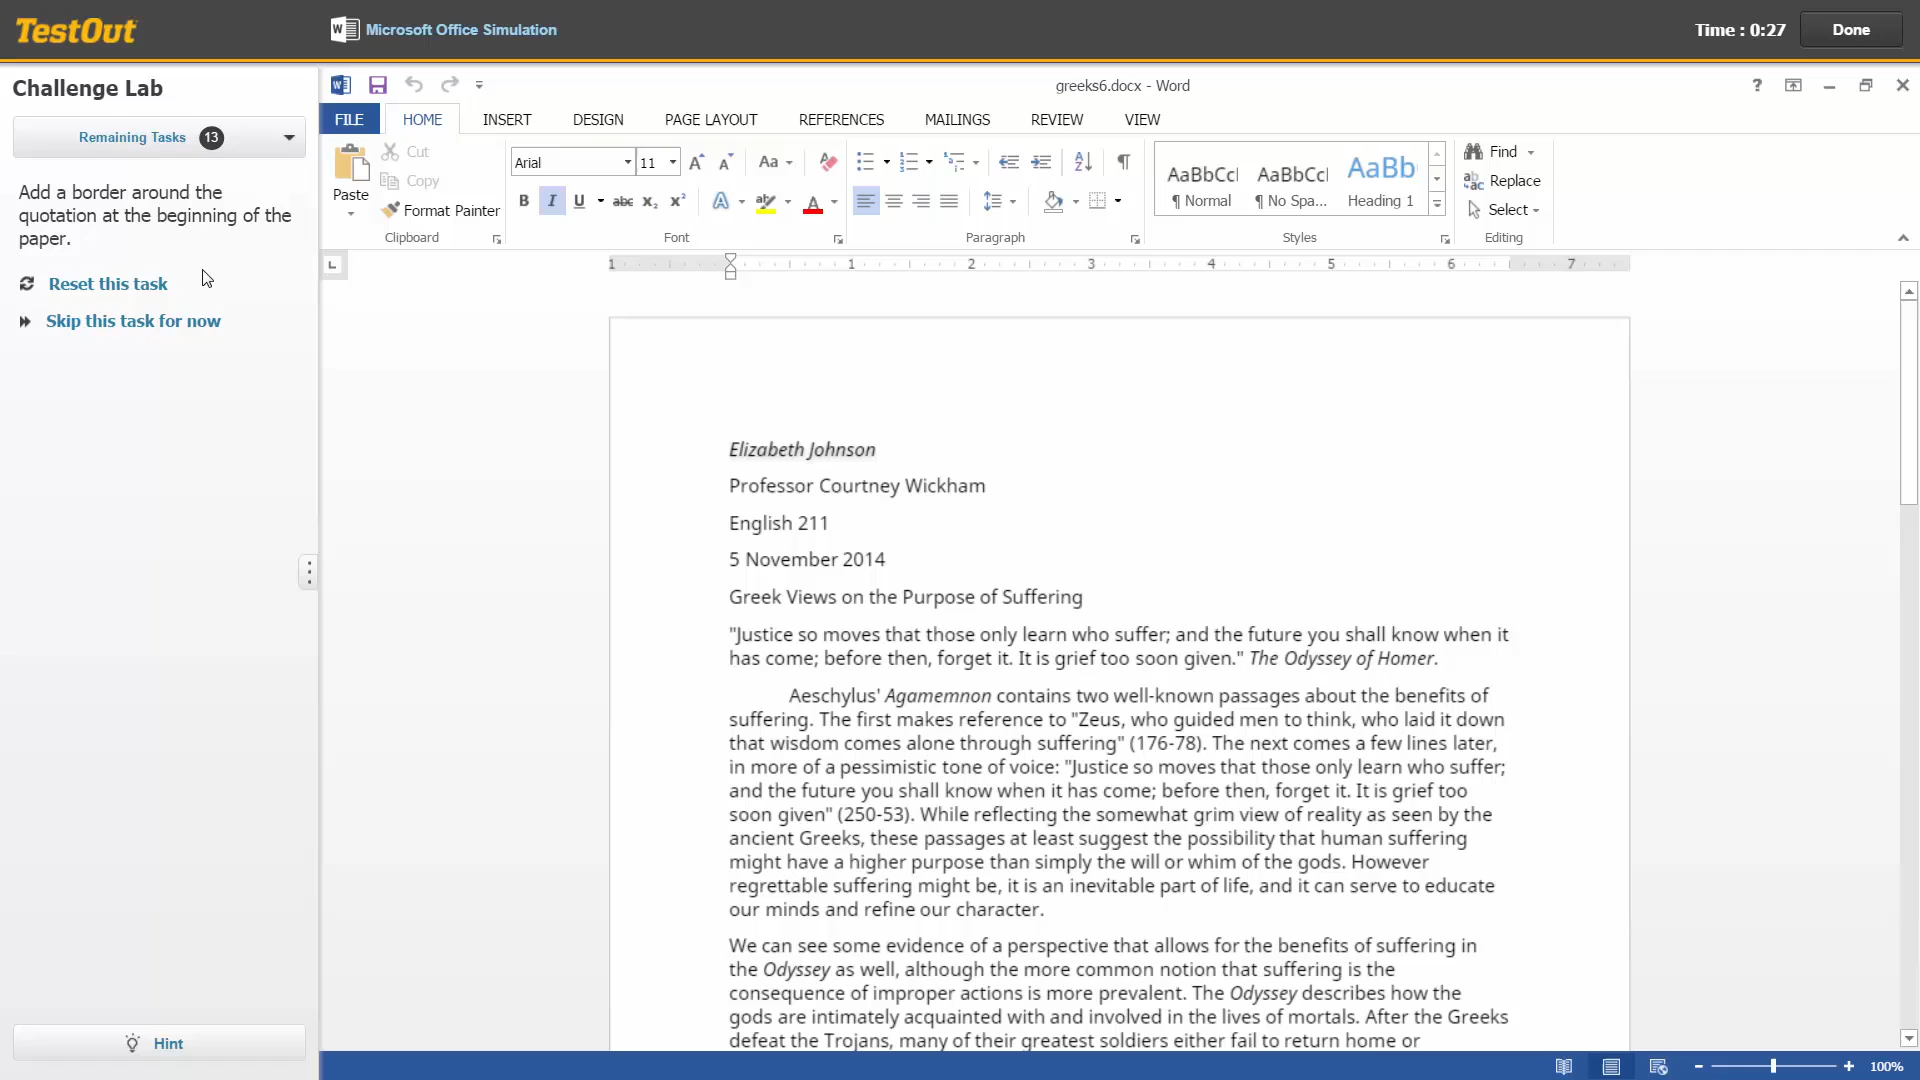 TestOut
Microsoft Office Simulation
Time : 0:27
Done
Challenge Lab
Remaining Tasks 13
Add a border around the
quotation at the beginning of the
paper.
Reset this task
Skip this task for now
Hint
greeks6.docx - Word
?
FILE HOME INSERT DESIGN PAGE LAYOUT REFERENCES MAILINGS REVIEW VIEW
Paste
Cut
Copy
Format Painter
Clipboard
Arial 11
Aa
B I U abc X₂ X²
Font
Paragraph
AaBbCcI AaBbCcI AaBb
¶ Normal ¶ No Spa... Heading 1
Styles
Find
Replace
Select
Editing
1 1 2 3 4 5 6 7
Elizabeth Johnson
Professor Courtney Wickham
English 211
5 November 2014
Greek Views on the Purpose of Suffering
"Justice so moves that those only learn who suffer; and the future you shall know when it
has come; before then, forget it. It is grief too soon given." The Odyssey of Homer.
Aeschylus' Agamemnon contains two well-known passages about the benefits of
suffering. The first makes reference to "Zeus, who guided men to think, who laid it down
that wisdom comes alone through suffering" (176-78). The next comes a few lines later,
in more of a pessimistic tone of voice: "Justice so moves that those only learn who suffer;
and the future you shall know when it has come; before then, forget it. It is grief too
soon given" (250-53). While reflecting the somewhat grim view of reality as seen by the
ancient Greeks, these passages at least suggest the possibility that human suffering
might have a higher purpose than simply the will or whim of the gods. However
regrettable suffering might be, it is an inevitable part of life, and it can serve to educate
our minds and refine our character.
We can see some evidence of a perspective that allows for the benefits of suffering in
the Odyssey as well, although the more common notion that suffering is the
consequence of improper actions is more prevalent. The Odyssey describes how the
gods are intimately acquainted with and involved in the lives of mortals. After the Greeks
defeat the Trojans, many of their greatest soldiers either fail to return home or
100%